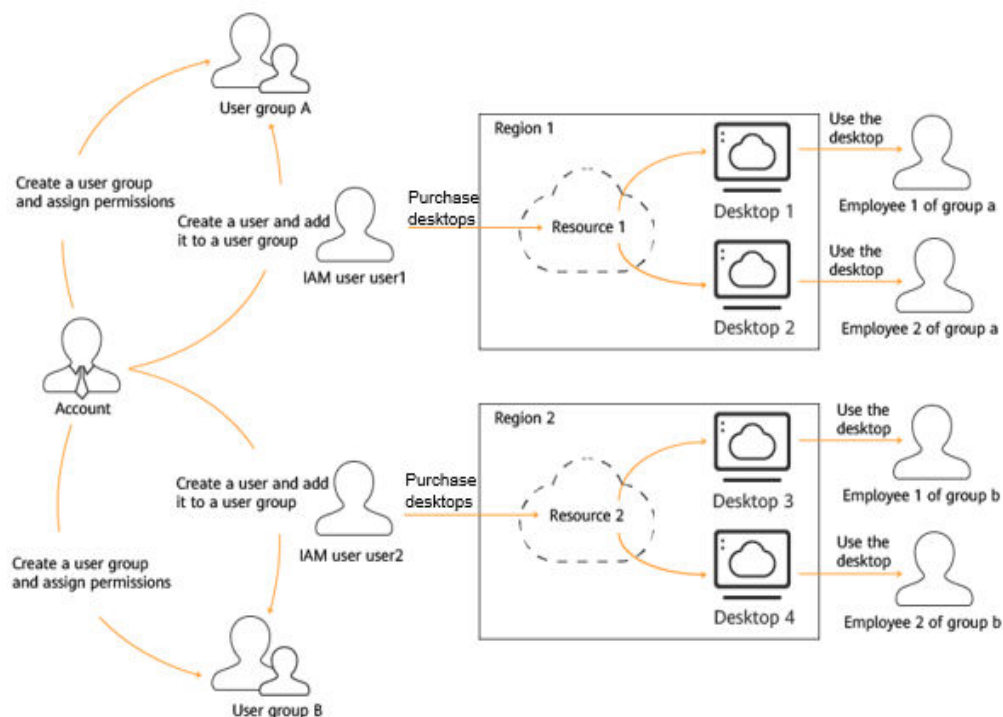 User group A
Create a user group
and assign permissions
Create a user and add
it to a user group
IAM user user1
Purchase
desktops
Region 1
Resource 1
Desktop 1
Use the
desktop
Employee 1 of group a
Desktop 2
Use the
desktop
Employee 2 of group a
Account
Region 2
Create a user and add
it to a user group
IAM user user2
Purchase
desktops
Resource 2
Desktop 3
Use the
desktop
Employee 1 of group b
Desktop 4
Use the
desktop
Employee 2 of group b
Create a user group
and assign permissions
User group B